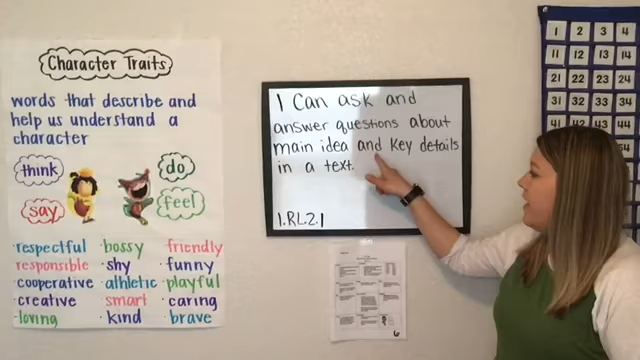 Character Traits
words that describe and
help us understand a
character
think
do
say
feel
·respectful ·bossy ·friendly
·responsible ·shy ·funny
·cooperative ·athletic ·playful
·creative ·smart ·caring
·loving ·kind ·brave
I Can ask and
answer questions about
main idea and key details
in a text.
1.RL.2.1
6
1 2 3 4
11 12 13 14
21 22 23 24
31 32 33 34
41 42 43 44
54